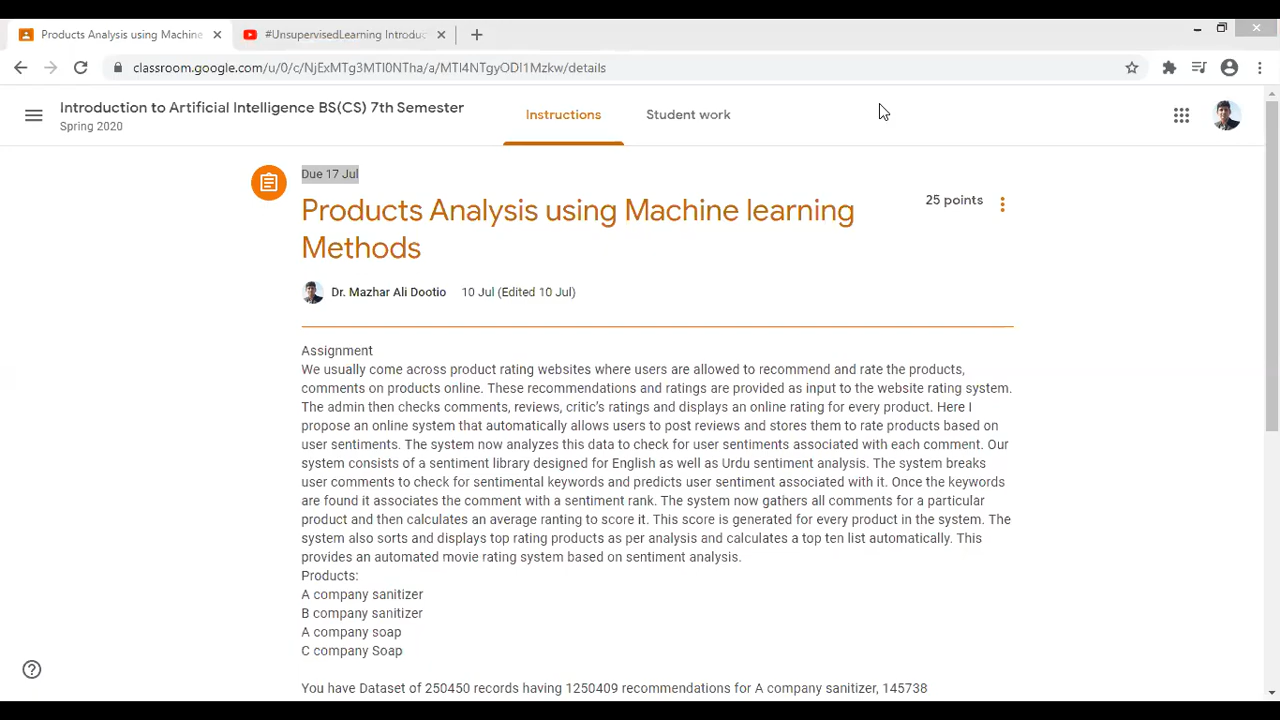 Products Analysis using Machine
#UnsupervisedLearning Introduc
classroom.google.com/u/0/c/NjExMTg3MTI0NTha/a/MTI4NTgyODI1Mzkw/details
Introduction to Artificial Intelligence BS(CS) 7th Semester
Spring 2020
Instructions
Student work
Due 17 Jul
Products Analysis using Machine learning
Methods
25 points
Dr. Mazhar Ali Dootio 10 Jul (Edited 10 Jul)
Assignment
We usually come across product rating websites where users are allowed to recommend and rate the products,
comments on products online. These recommendations and ratings are provided as input to the website rating system.
The admin then checks comments, reviews, critic's ratings and displays an online rating for every product. Here I
propose an online system that automatically allows users to post reviews and stores them to rate products based on
user sentiments. The system now analyzes this data to check for user sentiments associated with each comment. Our
system consists of a sentiment library designed for English as well as Urdu sentiment analysis. The system breaks
user comments to check for sentimental keywords and predicts user sentiment associated with it. Once the keywords
are found it associates the comment with a sentiment rank. The system now gathers all comments for a particular
product and then calculates an average ranting to score it. This score is generated for every product in the system. The
system also sorts and displays top rating products as per analysis and calculates a top ten list automatically. This
provides an automated movie rating system based on sentiment analysis.
Products:
A company sanitizer
B company sanitizer
A company soap
C company Soap
You have Dataset of 250450 records having 1250409 recommendations for A company sanitizer, 145738